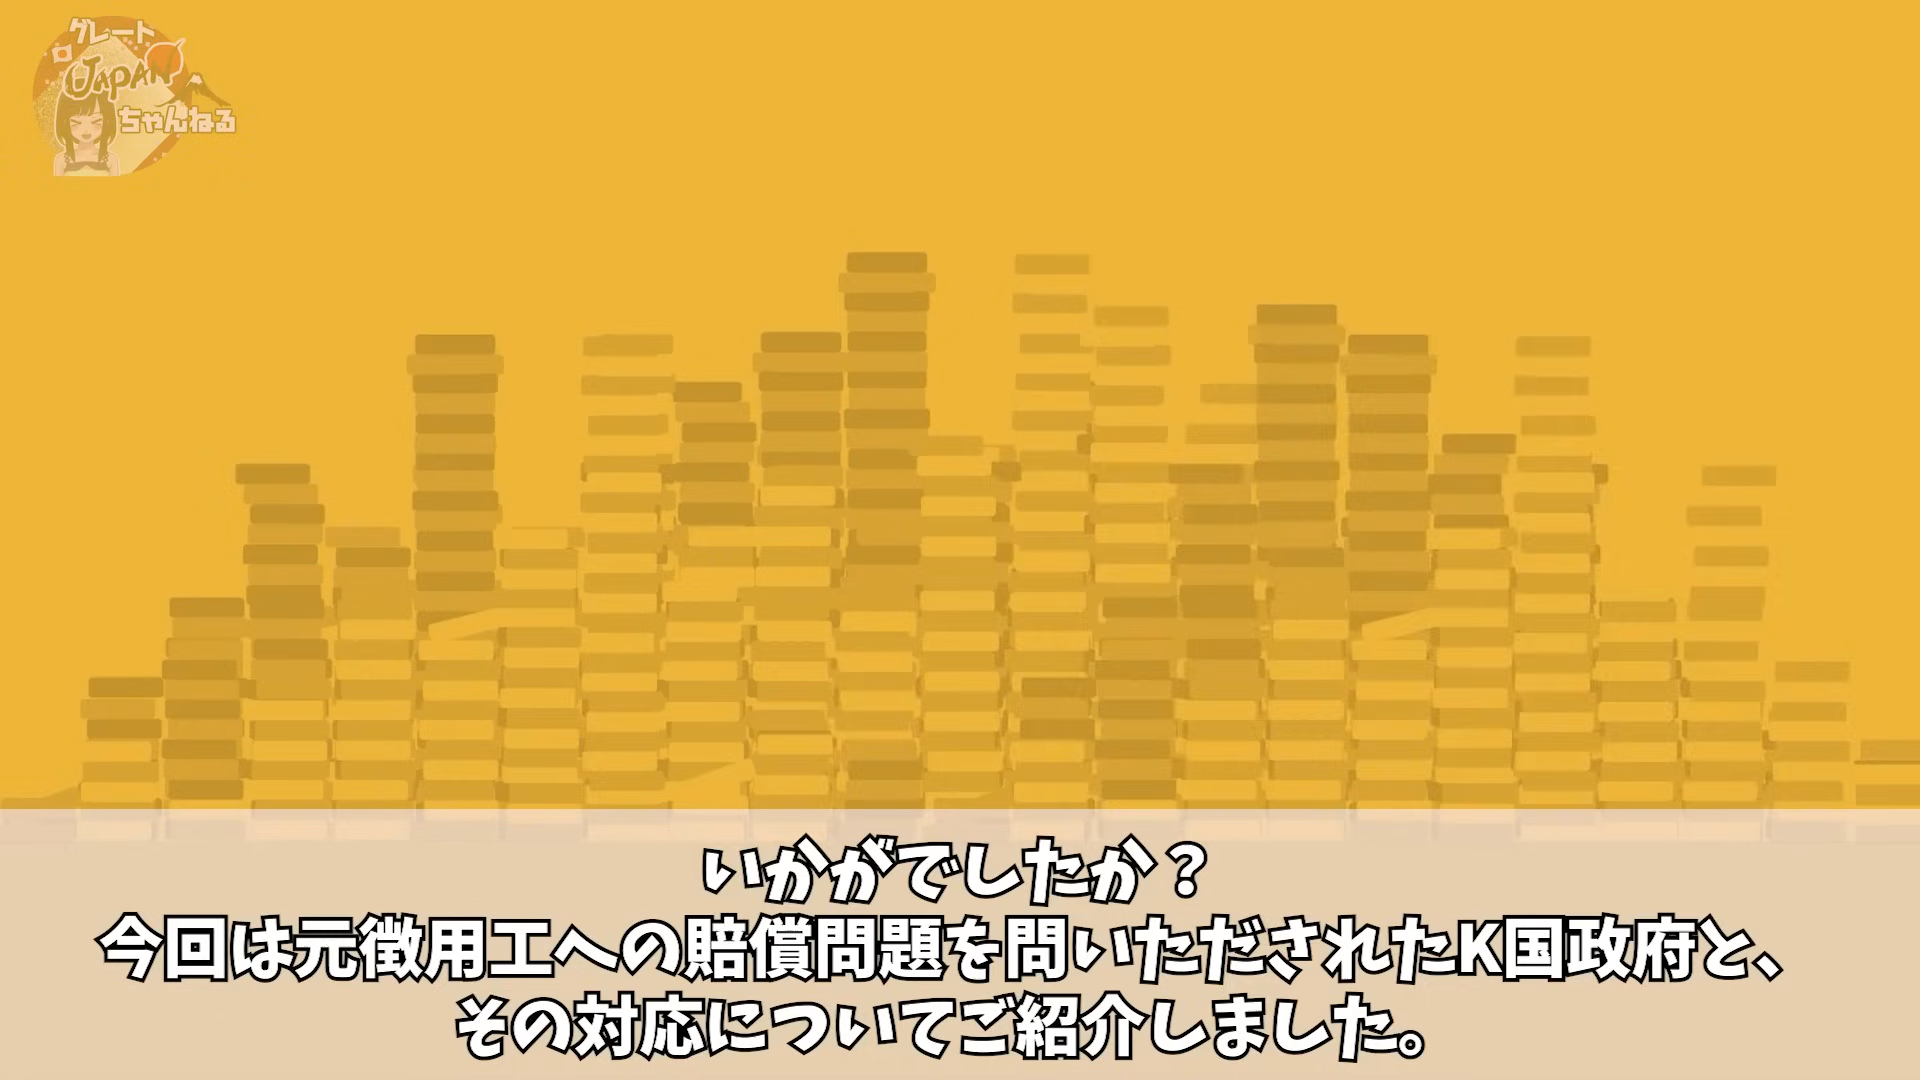 グレート
JAPAN
ちゃんねる
いかがでしたか？
今回は元徴用工への賠償問題を問いただされたK国政府と、
その対応についてご紹介しました。